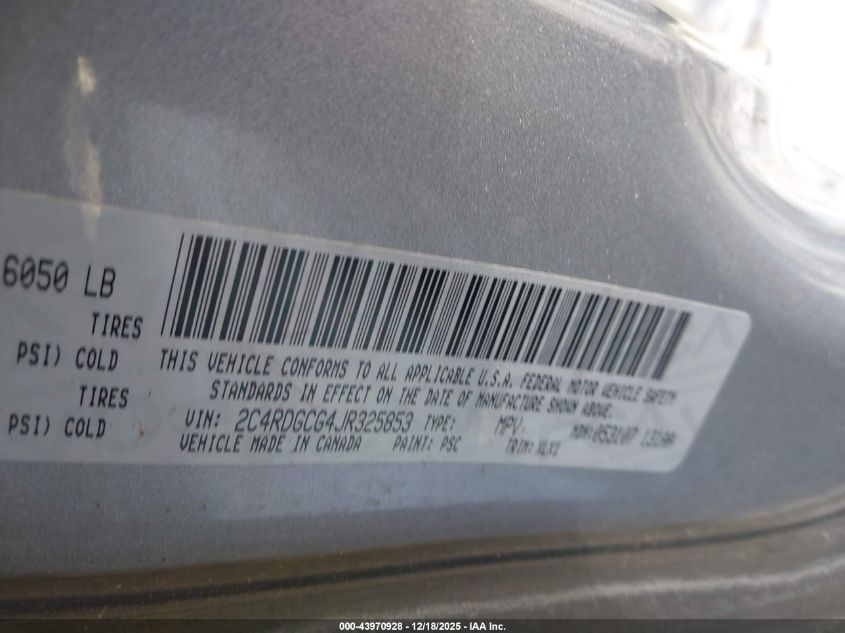 6050 LB
TIRES
PSI) COLD
TIRES
PSI) COLD
THIS VEHICLE CONFORMS TO ALL APPLICABLE U.S.A. FEDERAL MOTOR VEHICLE SAFETY
STANDARDS IN EFFECT ON THE DATE OF MANUFACTURE SHOWN ABOVE.
VIN: 2C4RDGCG4JR325853 TYPE: MPV
VEHICLE MADE IN CANADA PAINT: PSC TRIM: XLXI
000-43970928 - 12/18/2025 - IAA Inc.